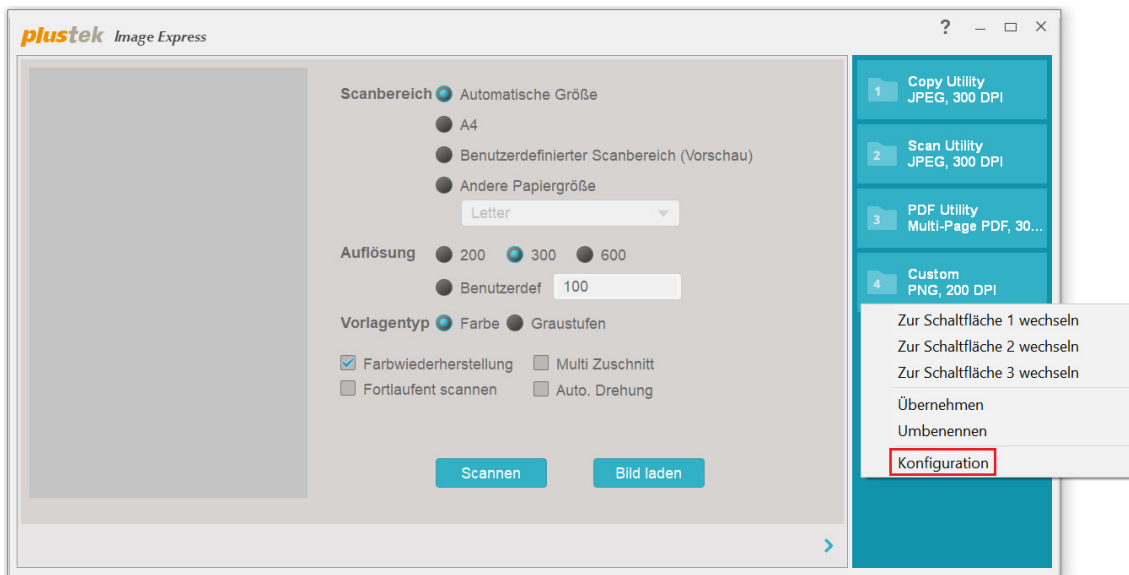 plustek Image Express
?
Scanbereich Automatische Größe
A4
Benutzerdefinierter Scanbereich (Vorschau)
Andere Papiergröße
Letter
Auflösung 200 300 600
Benutzerdef 100
Vorlagentyp Farbe Graustufen
Farbwiederherstellung Multi Zuschnitt
Fortlaufent scannen Auto. Drehung
Scannen Bild laden
1 Copy Utility
JPEG, 300 DPI
2 Scan Utility
JPEG, 300 DPI
3 PDF Utility
Multi-Page PDF, 30...
4 Custom
PNG, 200 DPI
Zur Schaltfläche 1 wechseln
Zur Schaltfläche 2 wechseln
Zur Schaltfläche 3 wechseln
Übernehmen
Umbenennen
Konfiguration